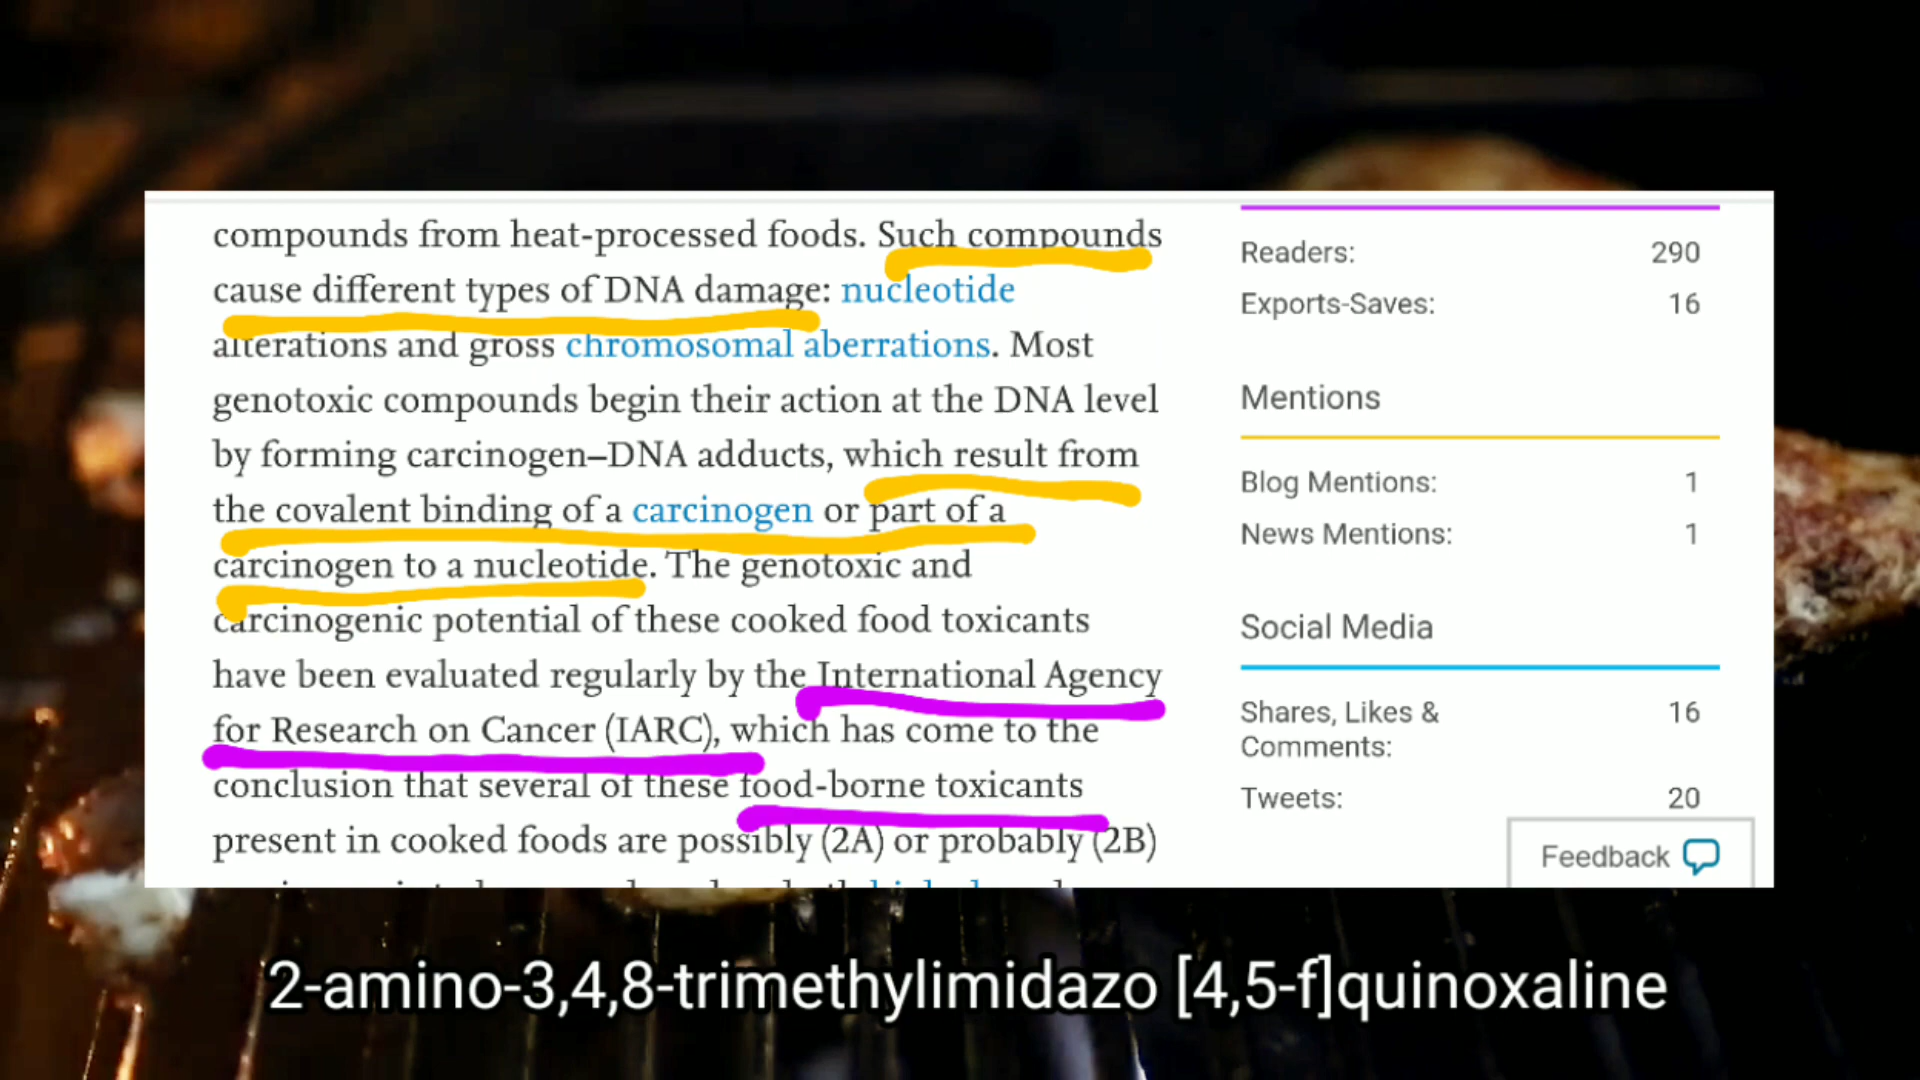 compounds from heat-processed foods. Such compounds
cause different types of DNA damage: nucleotide
alterations and gross chromosomal aberrations. Most
genotoxic compounds begin their action at the DNA level
by forming carcinogen–DNA adducts, which result from
the covalent binding of a carcinogen or part of a
carcinogen to a nucleotide. The genotoxic and
carcinogenic potential of these cooked food toxicants
have been evaluated regularly by the International Agency
for Research on Cancer (IARC), which has come to the
conclusion that several of these food-borne toxicants
present in cooked foods are possibly (2A) or probably (2B)
Readers: 290
Exports-Saves: 16
Mentions
Blog Mentions: 1
News Mentions: 1
Social Media
Shares, Likes & 16
Comments:
Tweets: 20
Feedback
2-amino-3,4,8-trimethylimidazo [4,5-f]quinoxaline